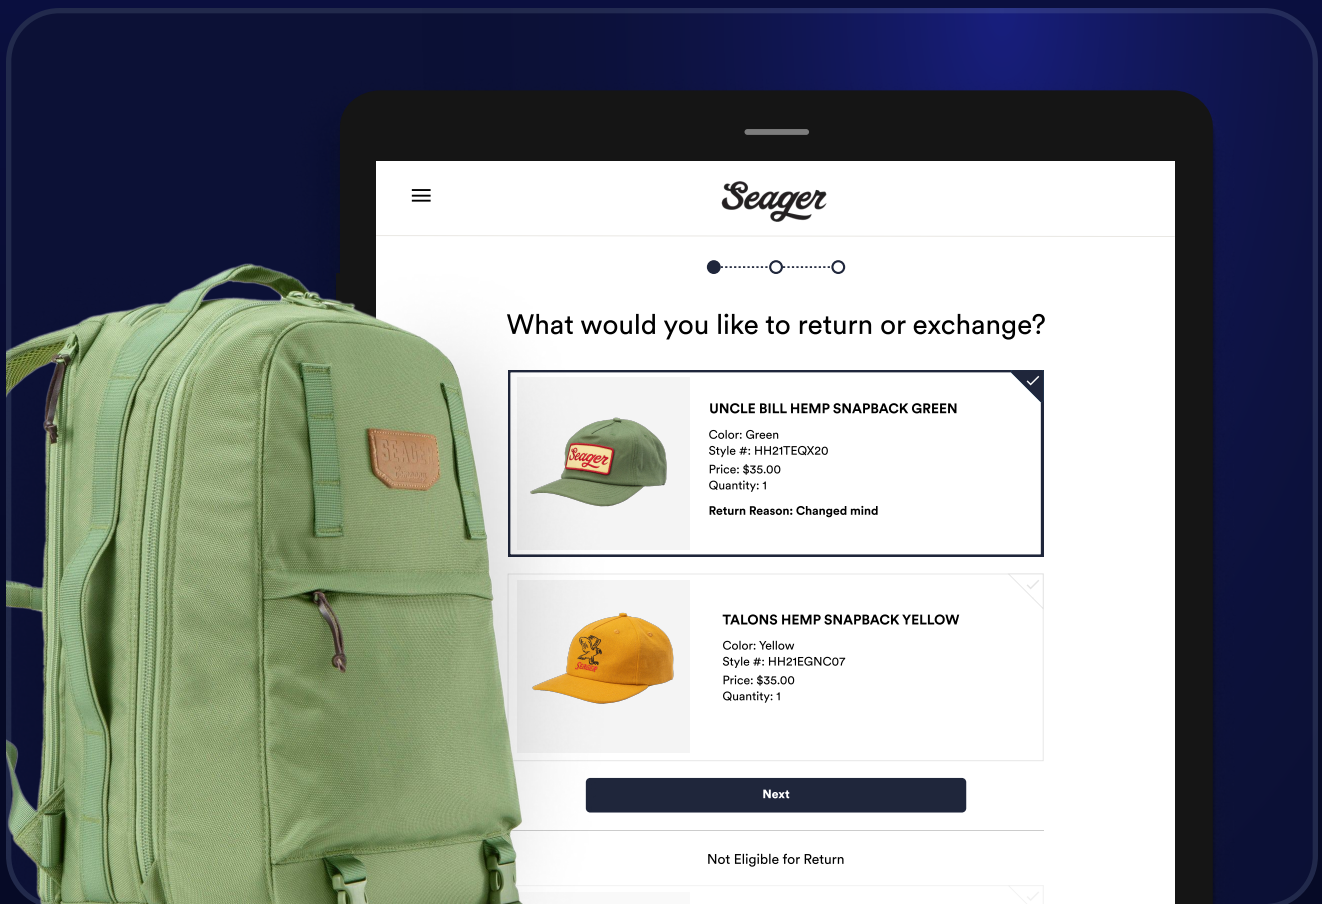 Seager
What would you like to return or exchange?
Seager
UNCLE BILL HEMP SNAPBACK GREEN
Color: Green
Style #: HH21TEQX20
Price: $35.00
Quantity: 1
Return Reason: Changed mind
SEAGER
TALONS HEMP SNAPBACK YELLOW
Color: Yellow
Style #: HH21EGNC07
Price: $35.00
Quantity: 1
Next
Not Eligible for Return